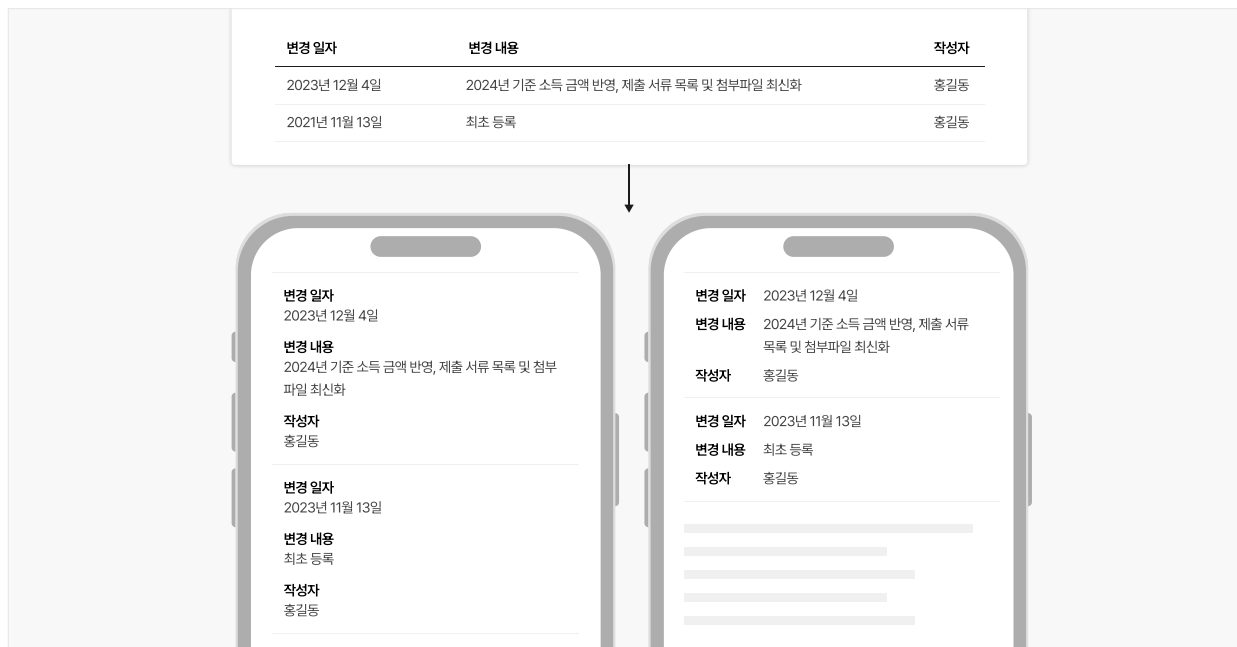 변경 일자 변경 내용 작성자
2023년 12월 4일 2024년 기준 소득 금액 반영, 제출 서류 목록 및 첨부파일 최신화 홍길동
2021년 11월 13일 최초 등록 홍길동
변경 일자
2023년 12월 4일
변경 내용
2024년 기준 소득 금액 반영, 제출 서류 목록 및 첨부
파일 최신화
작성자
홍길동
변경 일자
2023년 11월 13일
변경 내용
최초 등록
작성자
홍길동
변경 일자 2023년 12월 4일
변경 내용 2024년 기준 소득 금액 반영, 제출 서류
목록 및 첨부파일 최신화
작성자 홍길동
변경 일자 2023년 11월 13일
변경 내용 최초 등록
작성자 홍길동